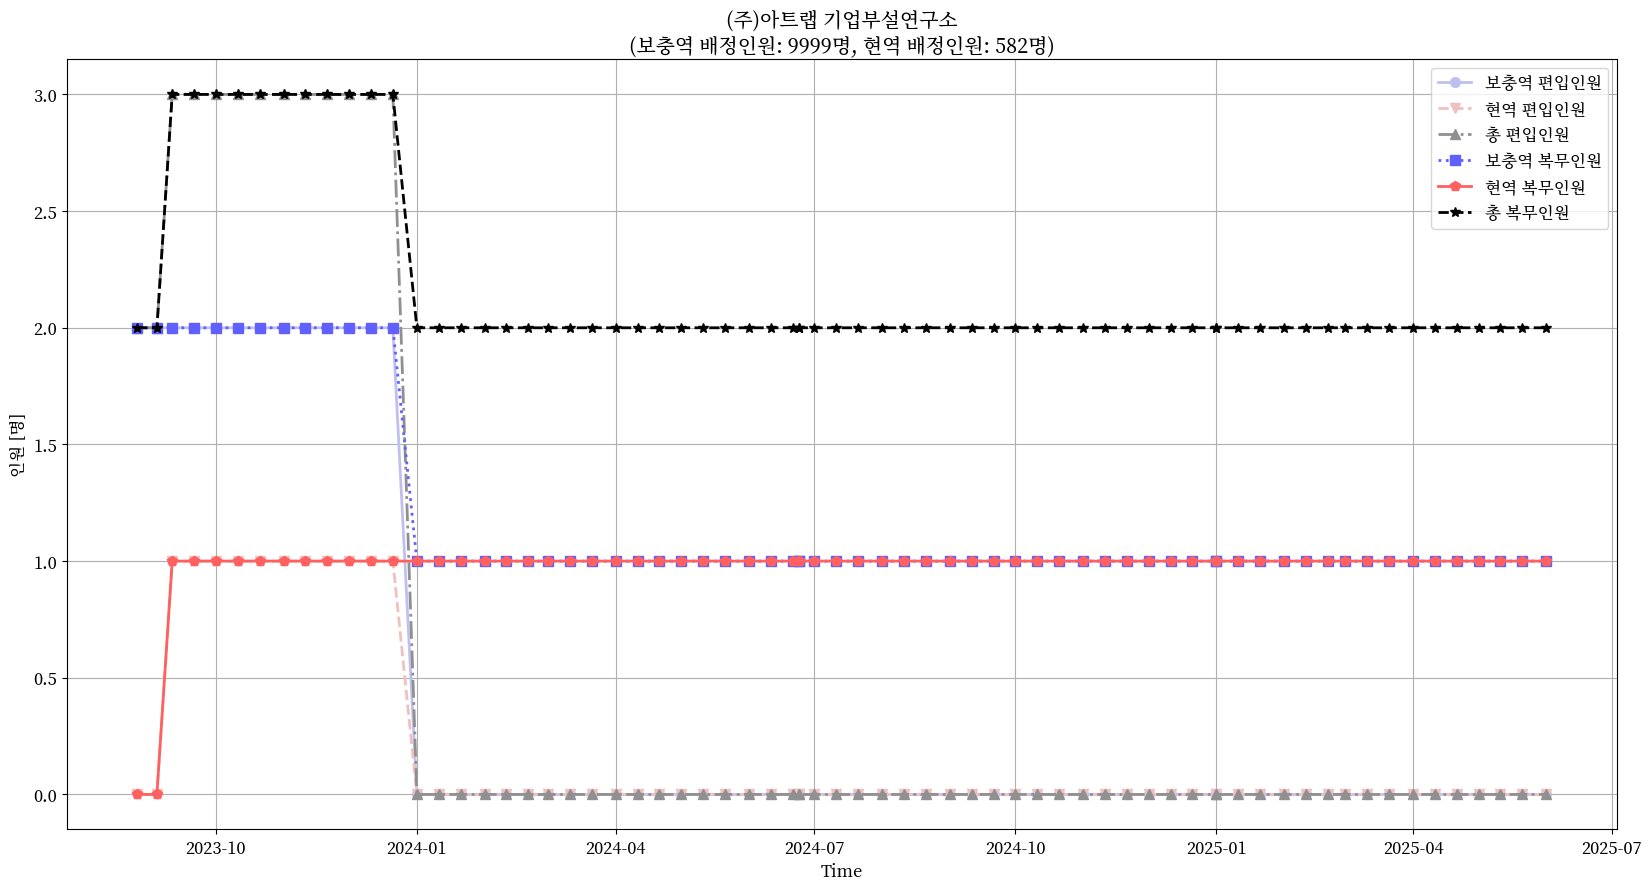 (주)아트랩 기업부설연구소
(보충역 배정인원: 9999명, 현역 배정인원: 582명)
보충역 편입인원
현역 편입인원
총 편입인원
보충역 복무인원
현역 복무인원
총 복무인원
3.0
2.5
2.0
1.5
1.0
0.5
0.0
인원 [명]
2023-10
2024-01
2024-04
2024-07
2024-10
2025-01
2025-04
2025-07
Time